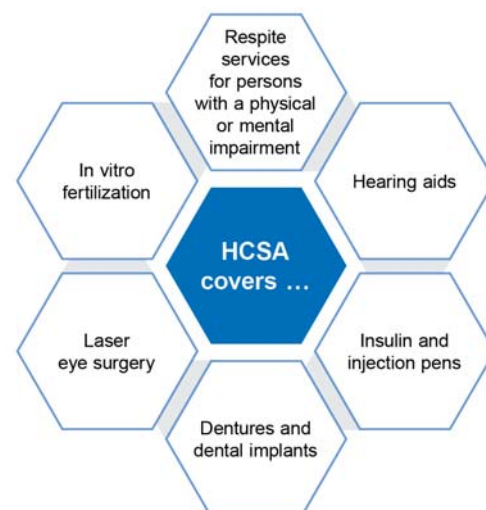 Respite
services
for persons
with a physical
or mental
impairment
In vitro
fertilization
Hearing aids
HCSA
covers …
Laser
eye surgery
Insulin and
injection pens
Dentures and
dental implants